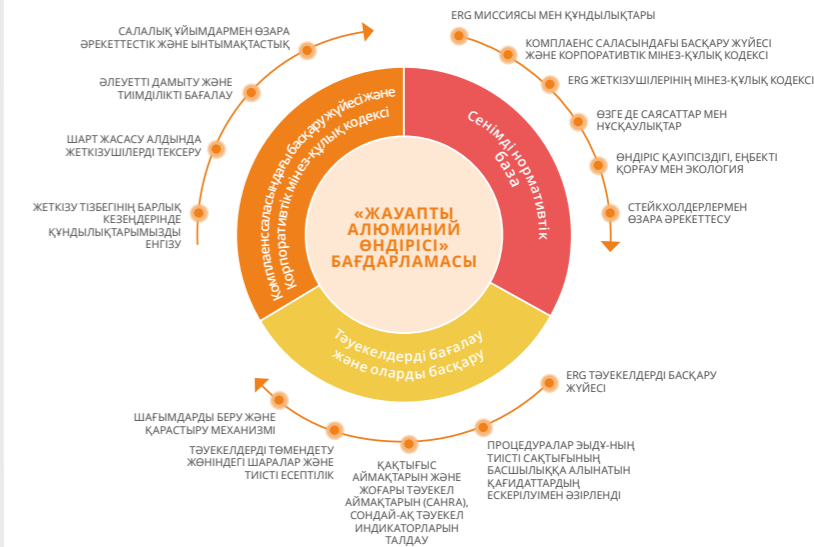 ERG МИССИЯСЫ МЕН ҚҰНДЫЛЫҚТАРЫ
КОМПЛАЕНС САЛАСЫНДАҒЫ БАСҚАРУ ЖҮЙЕСІ
ЖӘНЕ КОРПОРАТИВТІК МІНЕЗ-ҚҰЛЫҚ КОДЕКСІ
ERG ЖЕТКІЗУШІЛЕРІНІҢ МІНЕЗ-ҚҰЛЫҚ КОДЕКСІ
ӨЗГЕ ДЕ САЯСАТТАР МЕН
НҰСҚАУЛЫҚТАР
ӨНДІРІС ҚАУІПСІЗДІГІ, ЕҢБЕКТІ
ҚОРҒАУ МЕН ЭКОЛОГИЯ
СТЕЙКХОЛДЕРЛЕРМЕН
ӨЗАРА ӘРЕКЕТТЕСУ
САЛАЛЫҚ ҰЙЫМДАРМЕН ӨЗАРА
ӘРЕКЕТТЕСТІК ЖӘНЕ ЫНТЫМАҚТАСТЫҚ
ӘЛЕУЕТТІ ДАМЫТУ ЖӘНЕ
ТИІМДІЛІКТІ БАҒАЛАУ
ШАРТ ЖАСАСУ АЛДЫНДА
ЖЕТКІЗУШІЛЕРДІ ТЕКСЕРУ
ЖЕТКІЗУ ТІЗБЕГІНІҢ БАРЛЫҚ
КЕЗЕҢДЕРІНДЕ
ҚҰНДЫЛЫҚТАРЫМЫЗДЫ
ЕНГІЗУ
Комплаенс саласындағы басқару жүйесі және
Корпоративтік мінез-құлық кодексі
Сенімді нормативтік
база
«ЖАУАПТЫ
АЛЮМИНИЙ
ӨНДІРІСІ»
БАҒДАРЛАМАСЫ
Тәуекелдерді бағалау
және оларды басқару
ERG ТӘУЕКЕЛДЕРДІ БАСҚАРУ
ЖҮЙЕСІ
ПРОЦЕДУРАЛАР ЭЫДҰ-НЫҢ
ТИІСТІ САҚТЫҒЫНЫҢ
БАСШЫЛЫҚҚА АЛЫНАТЫН
ҚАҒИДАТТАРДЫҢ
ЕСКЕРІЛУІМЕН ӘЗІРЛЕНДІ
ҚАҚТЫҒЫС
АЙМАҚТАРЫН ЖӘНЕ
ЖОҒАРЫ ТӘУЕКЕЛ
АЙМАҚТАРЫН (CAHRA),
СОНДАЙ-АҚ ТӘУЕКЕЛ
ИНДИКАТОРЛАРЫН
ТАЛДАУ
ТӘУЕКЕЛДЕРДІ ТӨМЕНДЕТУ
ЖӨНІНДЕГІ ШАРАЛАР ЖӘНЕ
ТИІСТІ ЕСЕПТІЛІК
ШАҒЫМДАРДЫ БЕРУ ЖӘНЕ
ҚАРАСТЫРУ МЕХАНИЗМІ